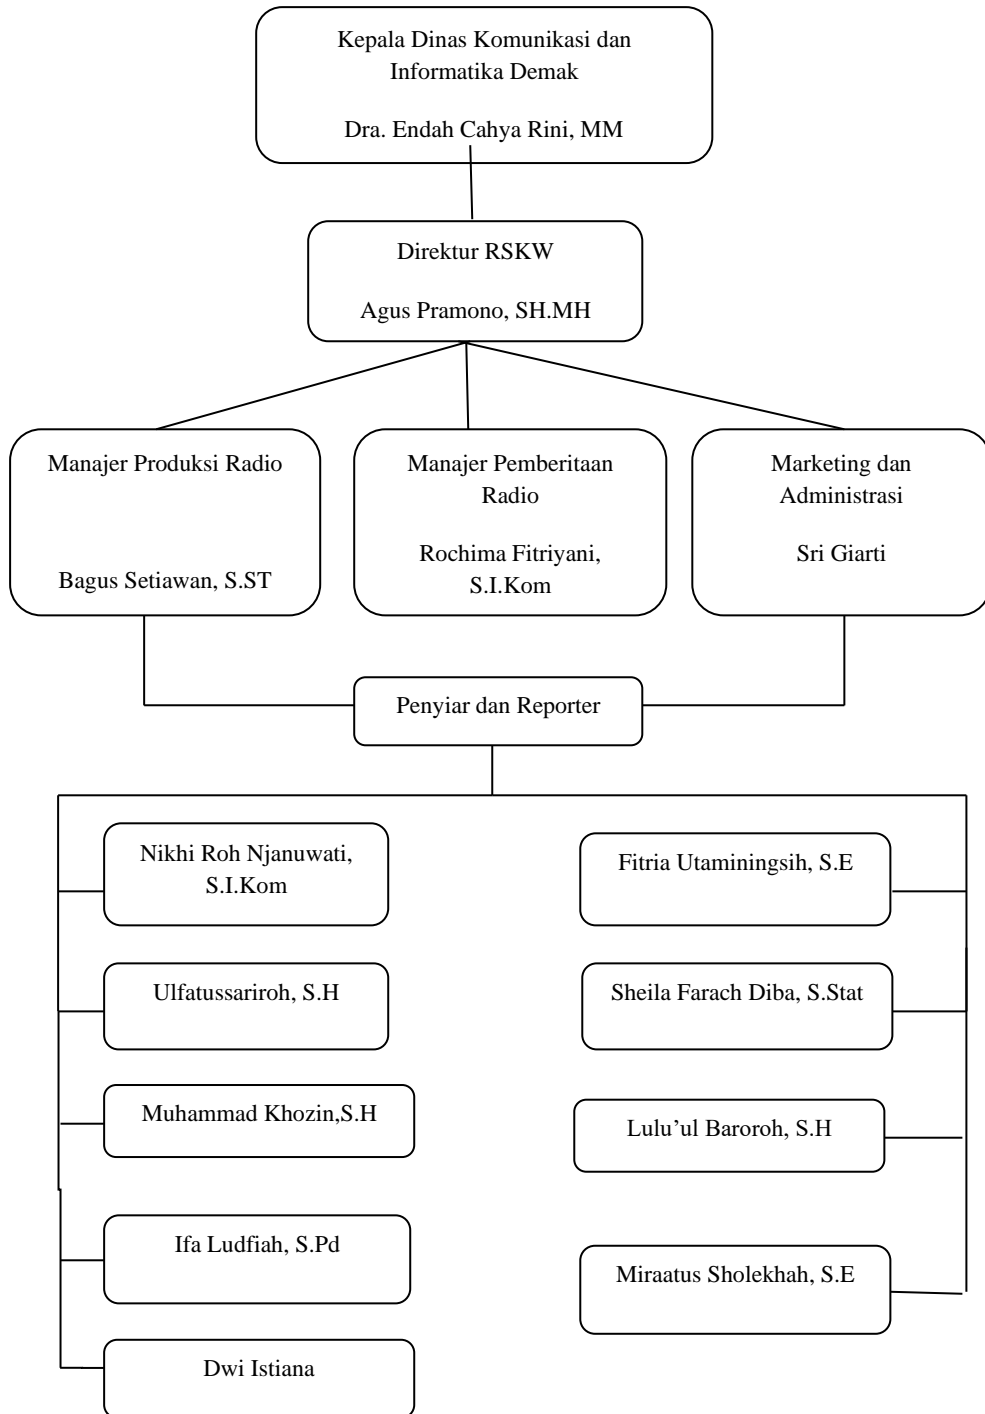 Kepala Dinas Komunikasi dan
Informatika Demak
Dra. Endah Cahya Rini, MM
Direktur RSKW
Agus Pramono, SH.MH
Manajer Produksi Radio
Bagus Setiawan, S.ST
Manajer Pemberitaan
Radio
Rochima Fitriyani,
S.I.Kom
Marketing dan
Administrasi
Sri Giarti
Penyiar dan Reporter
Nikhi Roh Njanuwati,
S.I.Kom
Ulfatussariroh, S.H
Muhammad Khozin,S.H
Ifa Ludfiah, S.Pd
Dwi Istiana
Fitria Utaminingsih, S.E
Sheila Farach Diba, S.Stat
Lulu’ul Baroroh, S.H
Miraatus Sholekhah, S.E